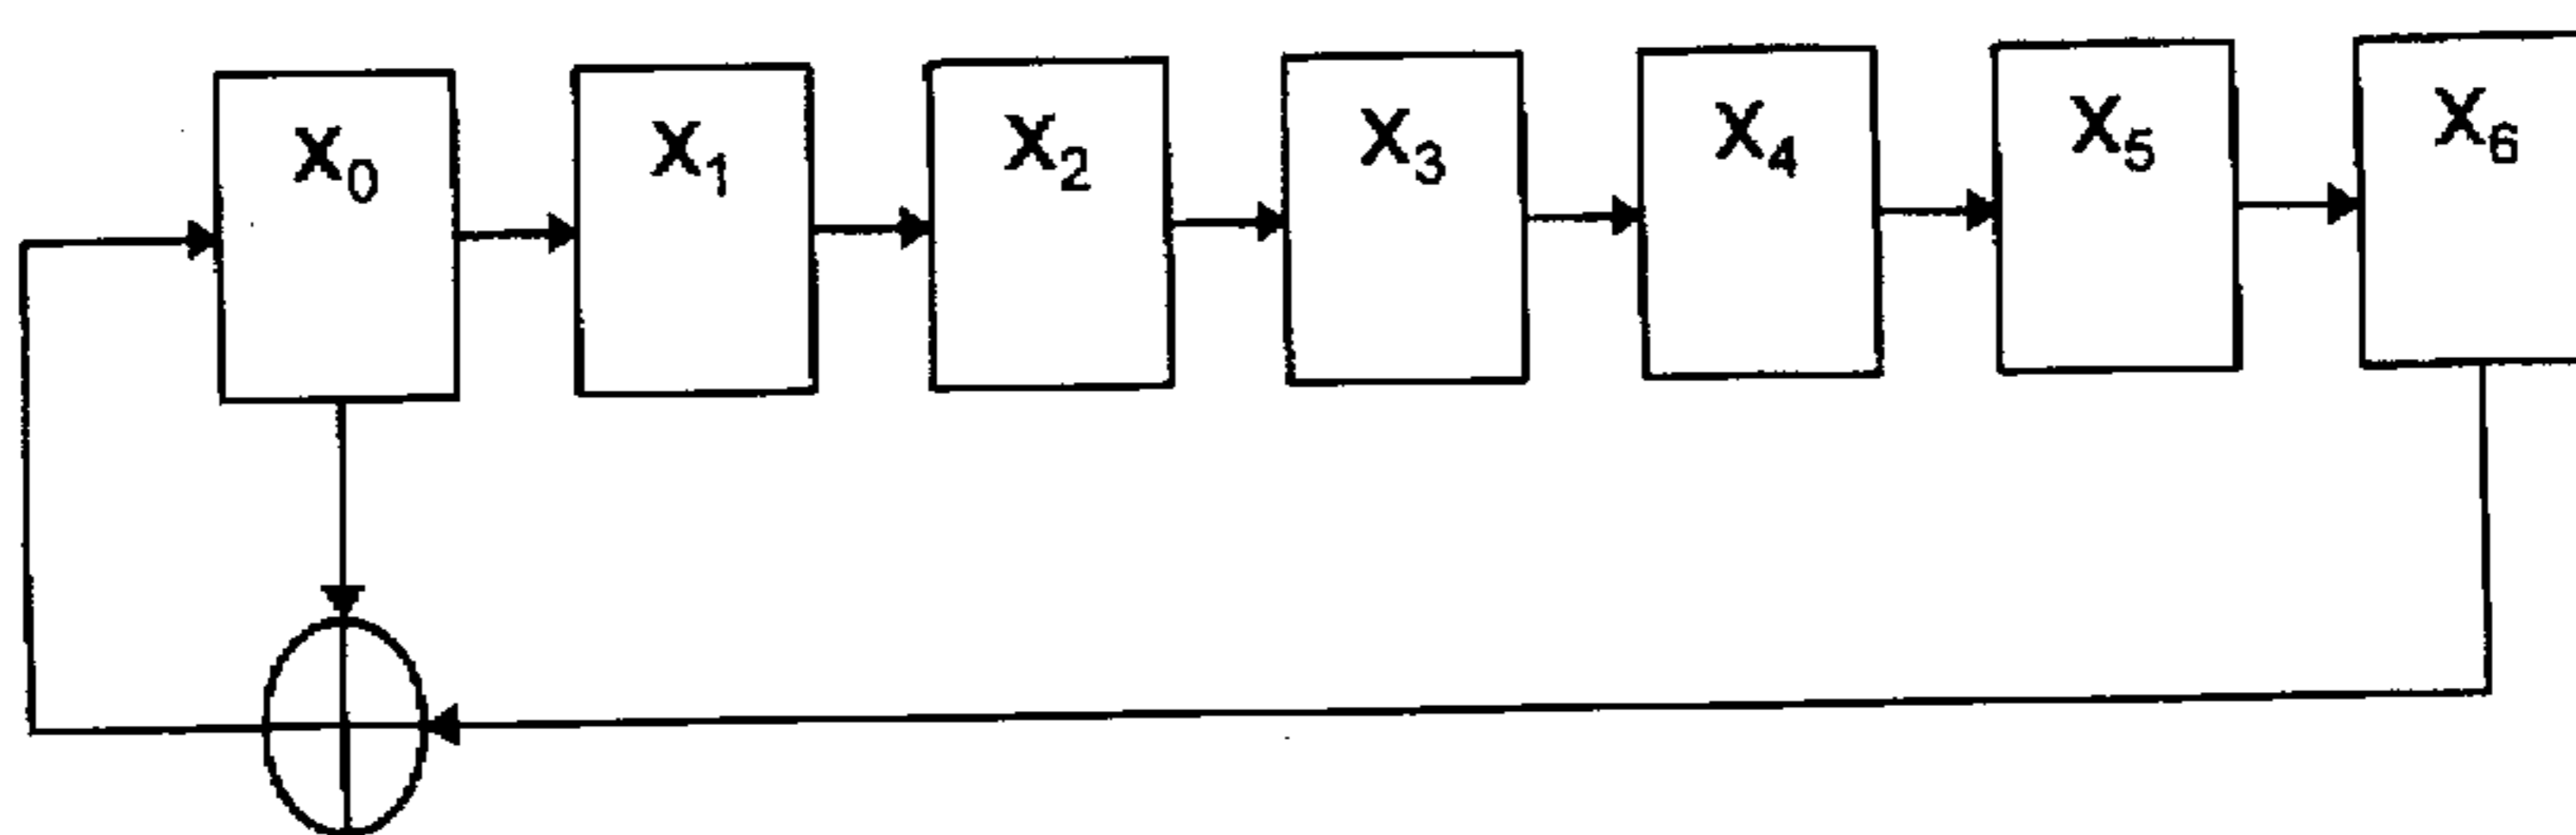 X₀ X₁ X₂ X₃ X₄ X₅ X₆